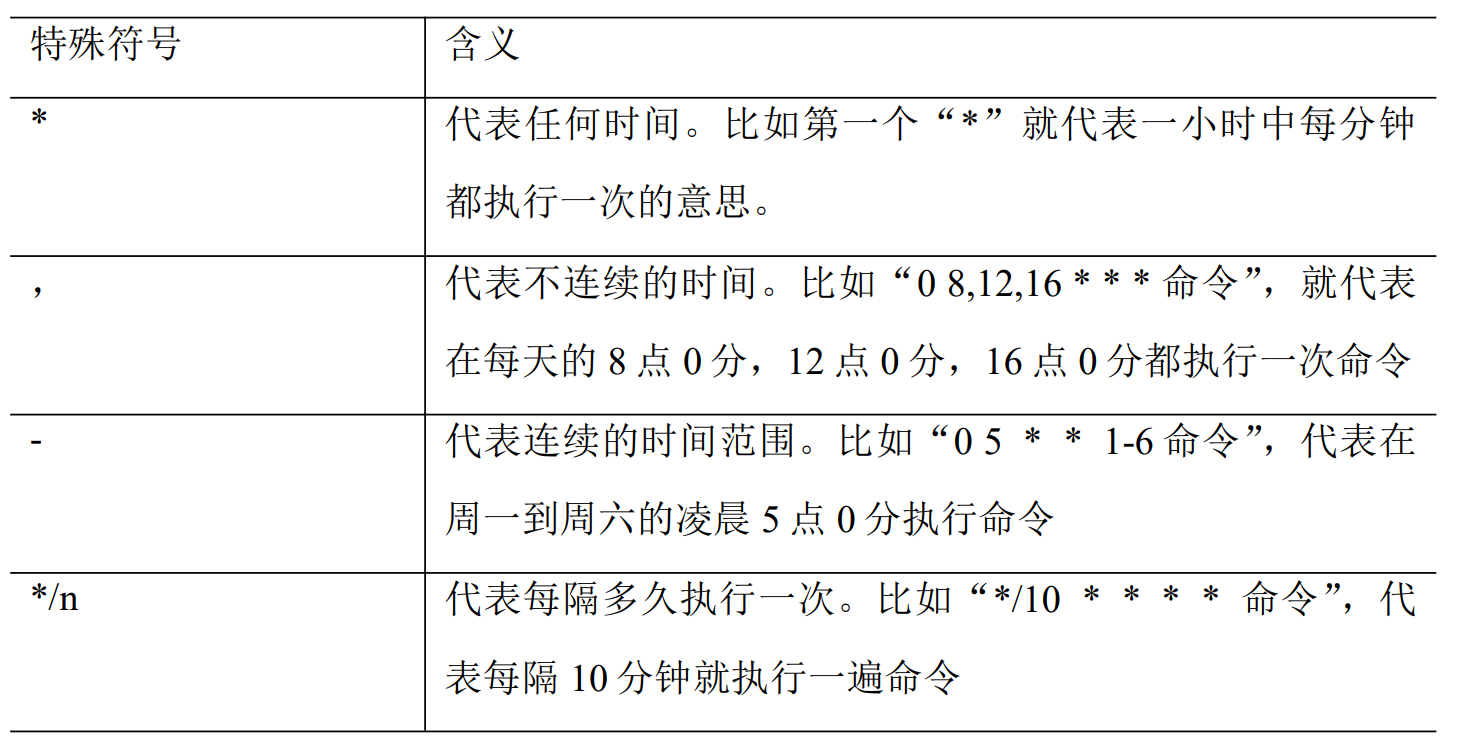 特殊符号 含义
* 代表任何时间。比如第一个“*”就代表一小时中每分钟
都执行一次的意思。
， 代表不连续的时间。比如“0 8,12,16 * * * 命令”，就代表
在每天的 8 点 0 分，12 点 0 分，16 点 0 分都执行一次命令
- 代表连续的时间范围。比如“0 5 * * 1-6 命令”，代表在
周一到周六的凌晨 5 点 0 分执行命令
*/n 代表每隔多久执行一次。比如“*/10 * * * * 命令”，代
表每隔 10 分钟就执行一遍命令